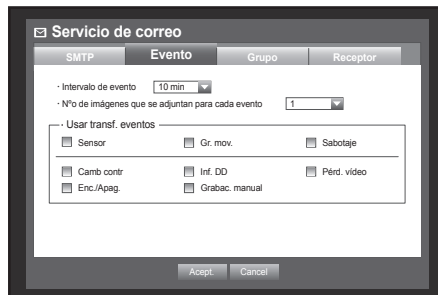 Servicio de correo
SMTP Evento Grupo Receptor
· Intervalo de evento 10 min
· Nºo de imágenes que se adjuntan para cada evento 1
· Usar transf. eventos
Sensor Gr. mov. Sabotaje
Camb contr Inf. DD Pérd. vídeo
Enc./Apag. Grabac. manual
Acept. Cancel